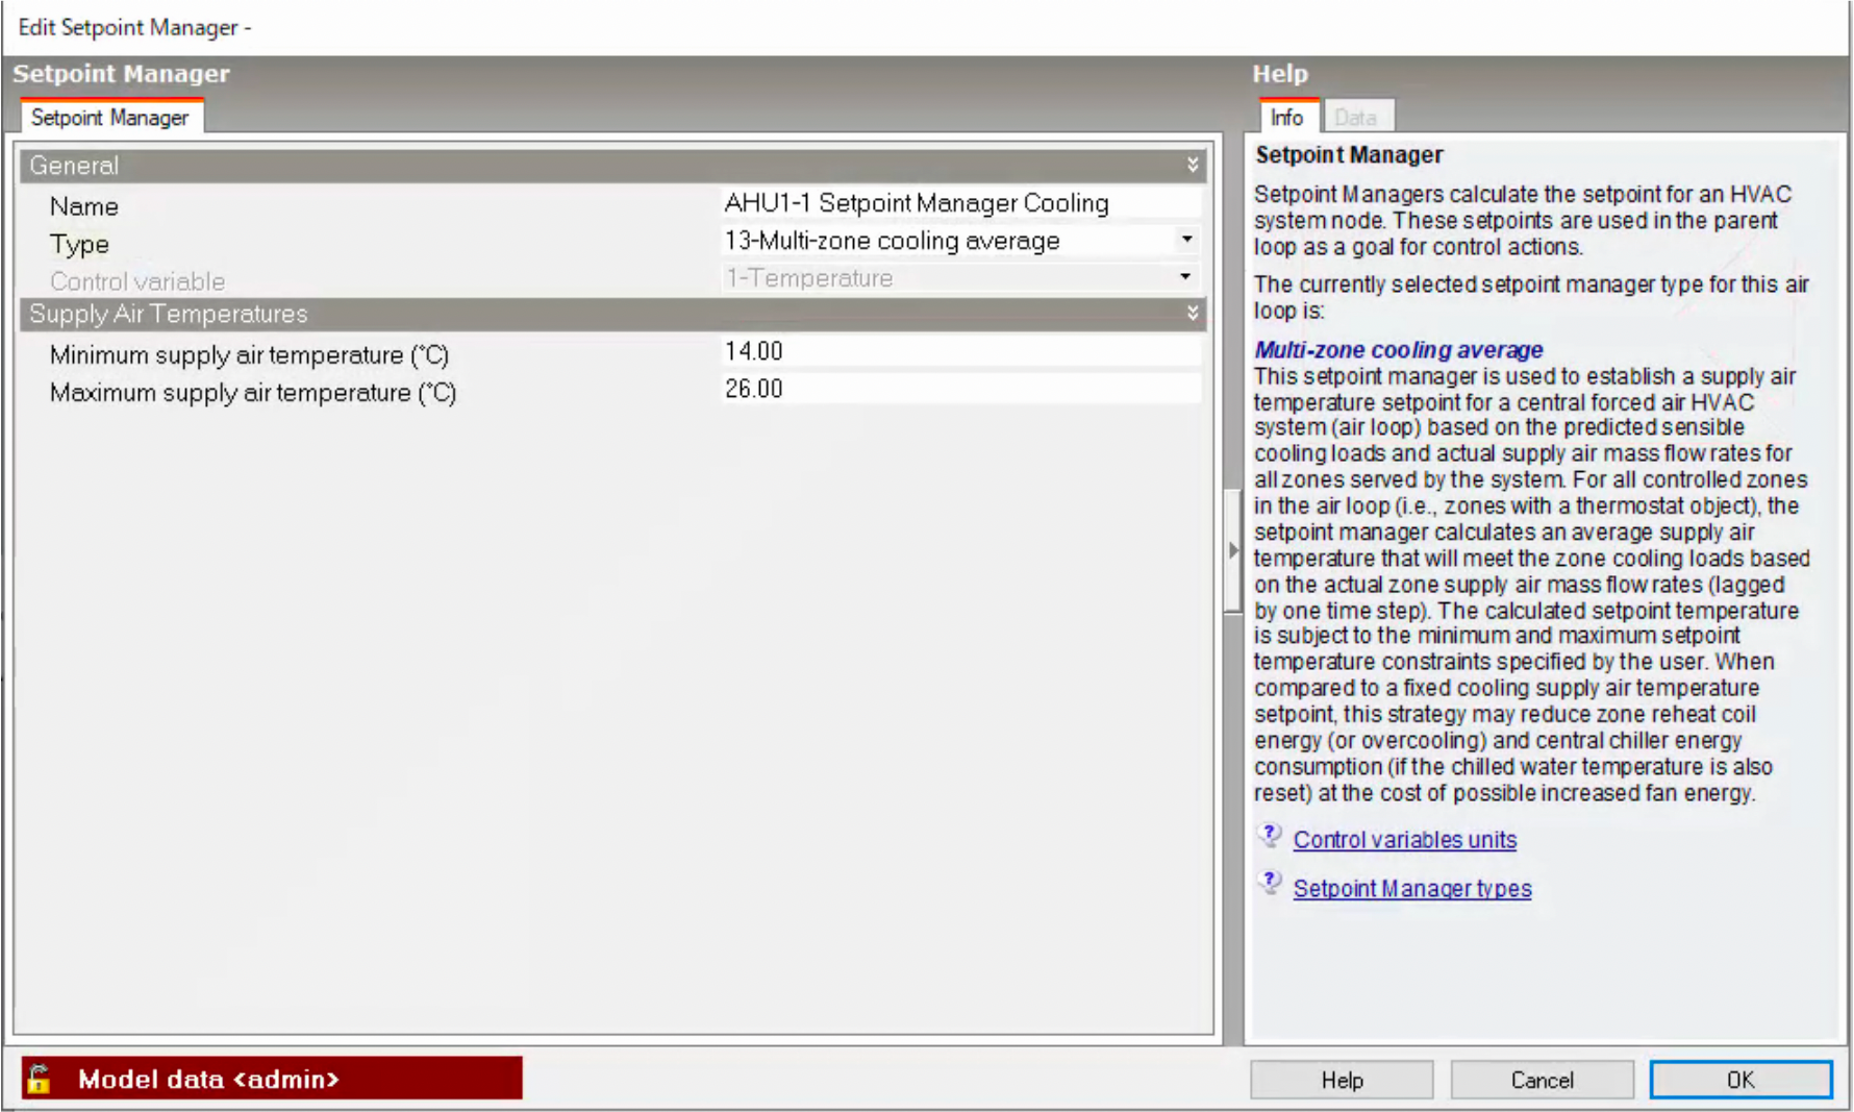 Edit Setpoint Manager -
Setpoint Manager
Setpoint Manager
General
Name
AHU1-1 Setpoint Manager Cooling
Type
13-Multi-zone cooling average
Control variable
1-Temperature
Supply Air Temperatures
Minimum supply air temperature (°C)
14.00
Maximum supply air temperature (°C)
26.00
Help
Info
Data
Setpoint Manager
Setpoint Managers calculate the setpoint for an HVAC
system node. These setpoints are used in the parent
loop as a goal for control actions.
The currently selected setpoint manager type for this air
loop is:
Multi-zone cooling average
This setpoint manager is used to establish a supply air
temperature setpoint for a central forced air HVAC
system (air loop) based on the predicted sensible
cooling loads and actual supply air mass flow rates for
all zones served by the system. For all controlled zones
in the air loop (i.e., zones with a thermostat object), the
setpoint manager calculates an average supply air
temperature that will meet the zone cooling loads based
on the actual zone supply air mass flow rates (lagged
by one time step). The calculated setpoint temperature
is subject to the minimum and maximum setpoint
temperature constraints specified by the user. When
compared to a fixed cooling supply air temperature
setpoint, this strategy may reduce zone reheat coil
energy (or overcooling) and central chiller energy
consumption (if the chilled water temperature is also
reset) at the cost of possible increased fan energy.
Control variables units
Setpoint Manager types
Model data <admin>
Help
Cancel
OK